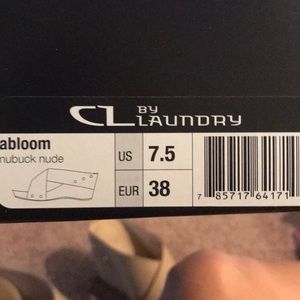 CL BY LAUNDRY
abloom
nubuck nude
US 7.5
EUR 38
7 85717 64171